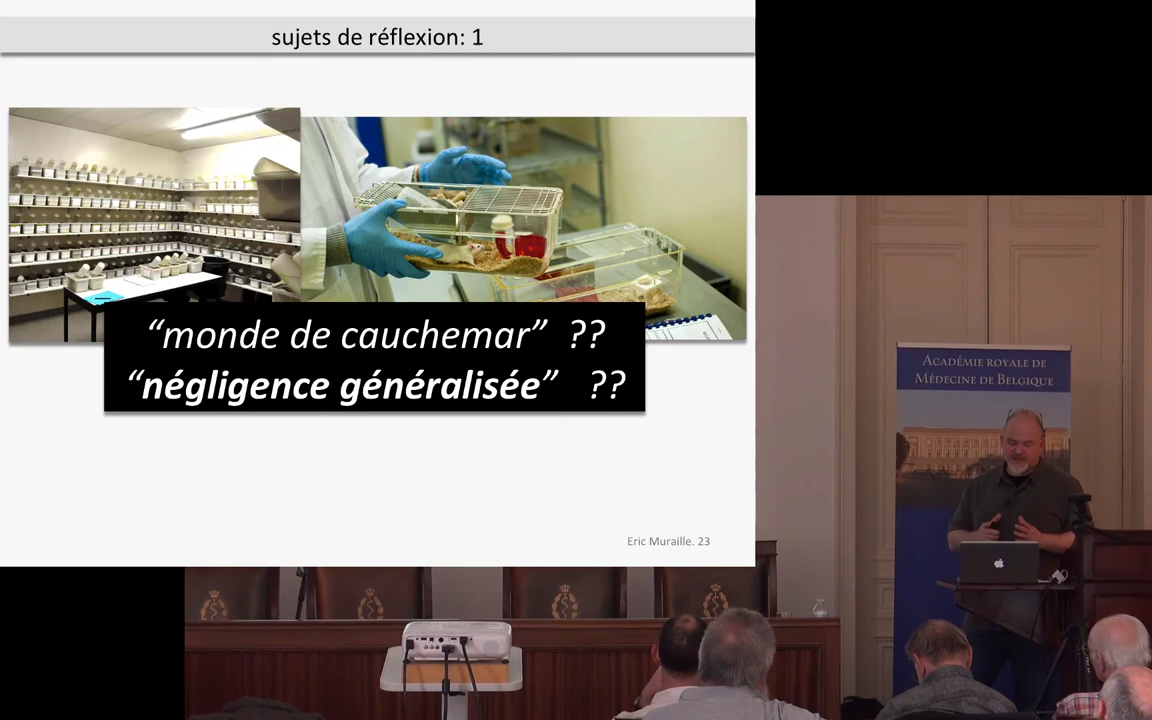 sujets de réflexion: 1
“monde de cauchemar” ??
“négligence généralisée” ??
Eric Muraille. 23
ACADÉMIE ROYALE DE
MÉDECINE DE BELGIQUE